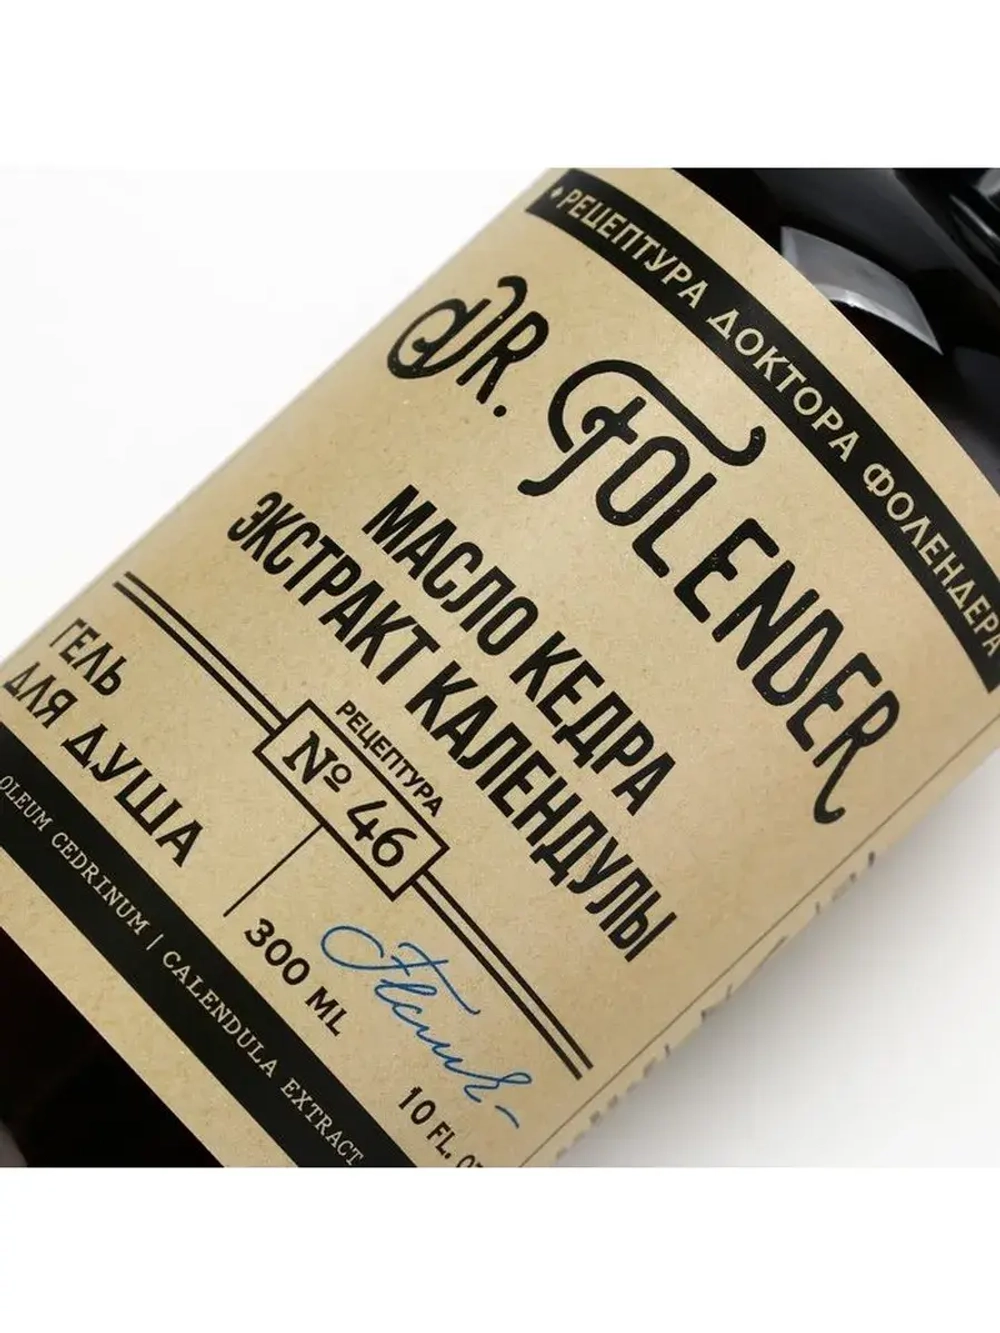 РЕЦЕПТУРА ДОКТОРА ФОЛЕНДЕРА
DR. FOLENDER
МАСЛО КЕДРА
ЭКСТРАКТ КАЛЕНДУЛЫ
РЕЦЕПТУРА
№ 46
ГЕЛЬ
ДЛЯ ДУША
300 ML
10 FL.
OLEUM CEDRINUM | CALENDULA EXTRACT